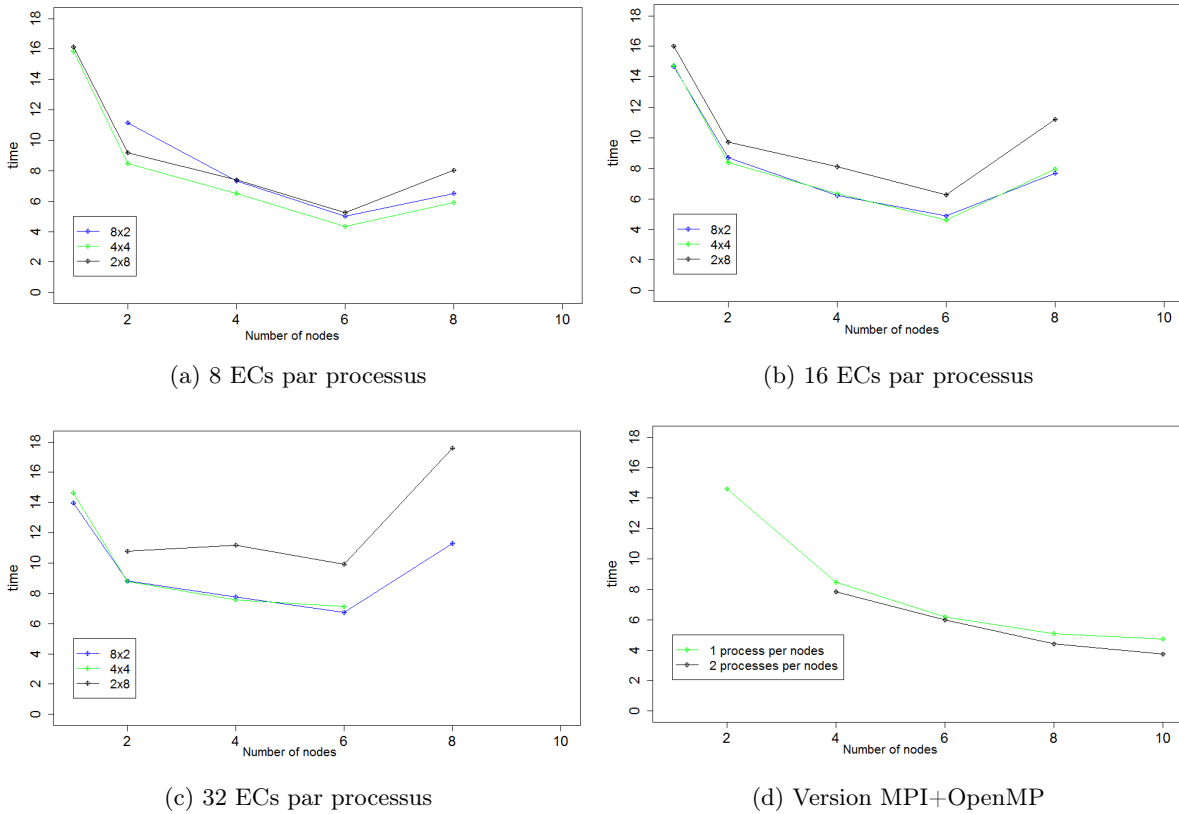 18
16
14
12
10
8
6
4
2
0
time
8x2
4x4
2x8
2 4 6 8 10
Number of nodes
(a) 8 ECs par processus
18
16
14
12
10
8
6
4
2
0
time
8x2
4x4
2x8
2 4 6 8 10
Number of nodes
(b) 16 ECs par processus
18
16
14
12
10
8
6
4
2
0
time
8x2
4x4
2x8
2 4 6 8 10
Number of nodes
(c) 32 ECs par processus
18
16
14
12
10
8
6
4
2
0
time
1 process per nodes
2 processes per nodes
2 4 6 8 10
Number of nodes
(d) Version MPI+OpenMP